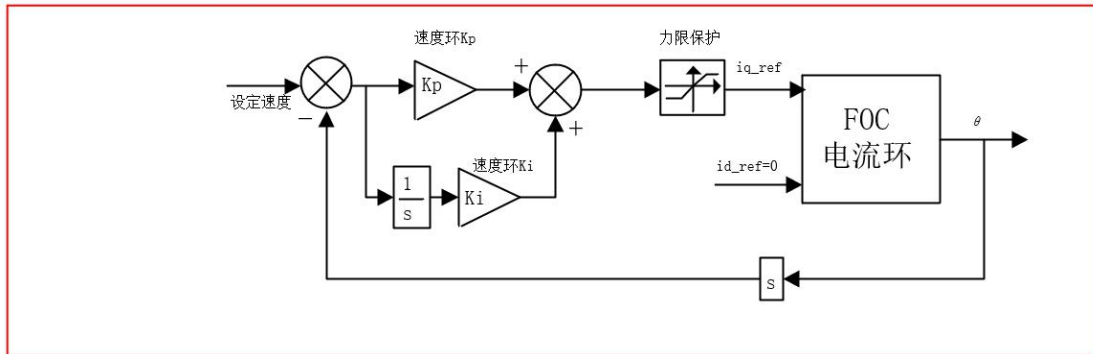 速度环Kp
力限保护
Kp
+
iq_ref
设定速度
−
+
FOC
电流环
θ
速度环Ki
id_ref=0
1
S
Ki
S